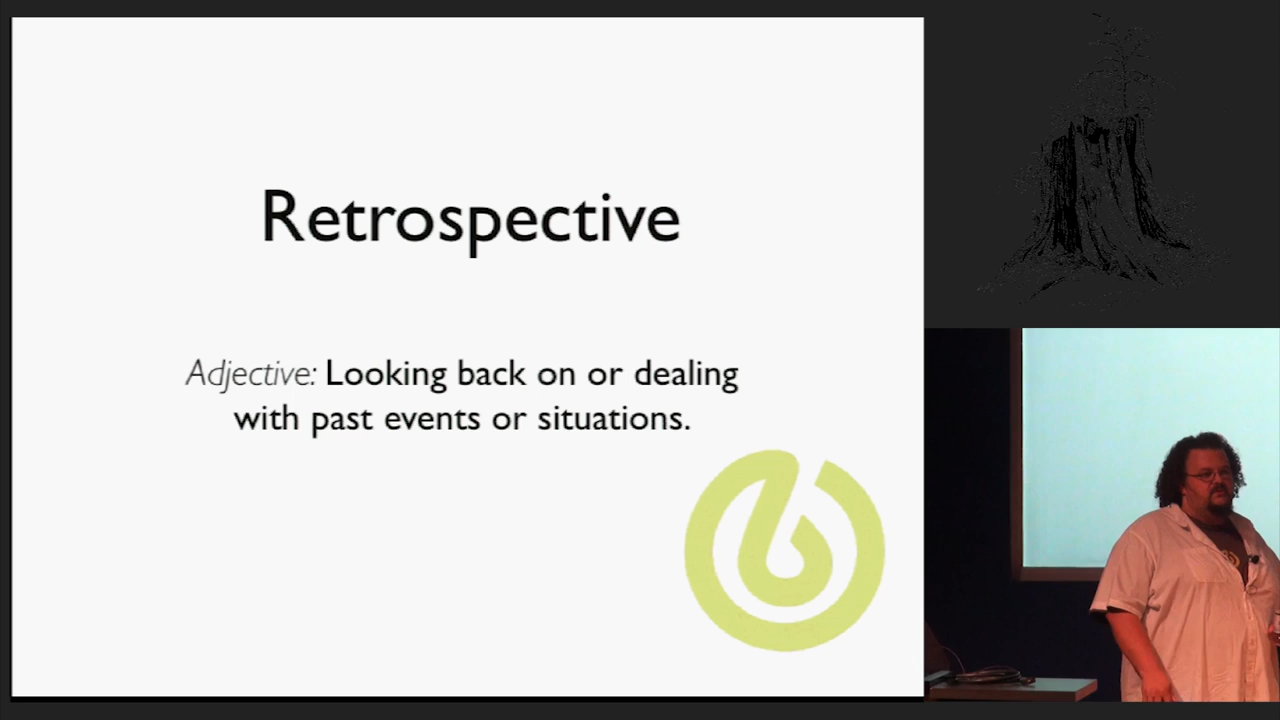 Retrospective
Adjective: Looking back on or dealing
with past events or situations.